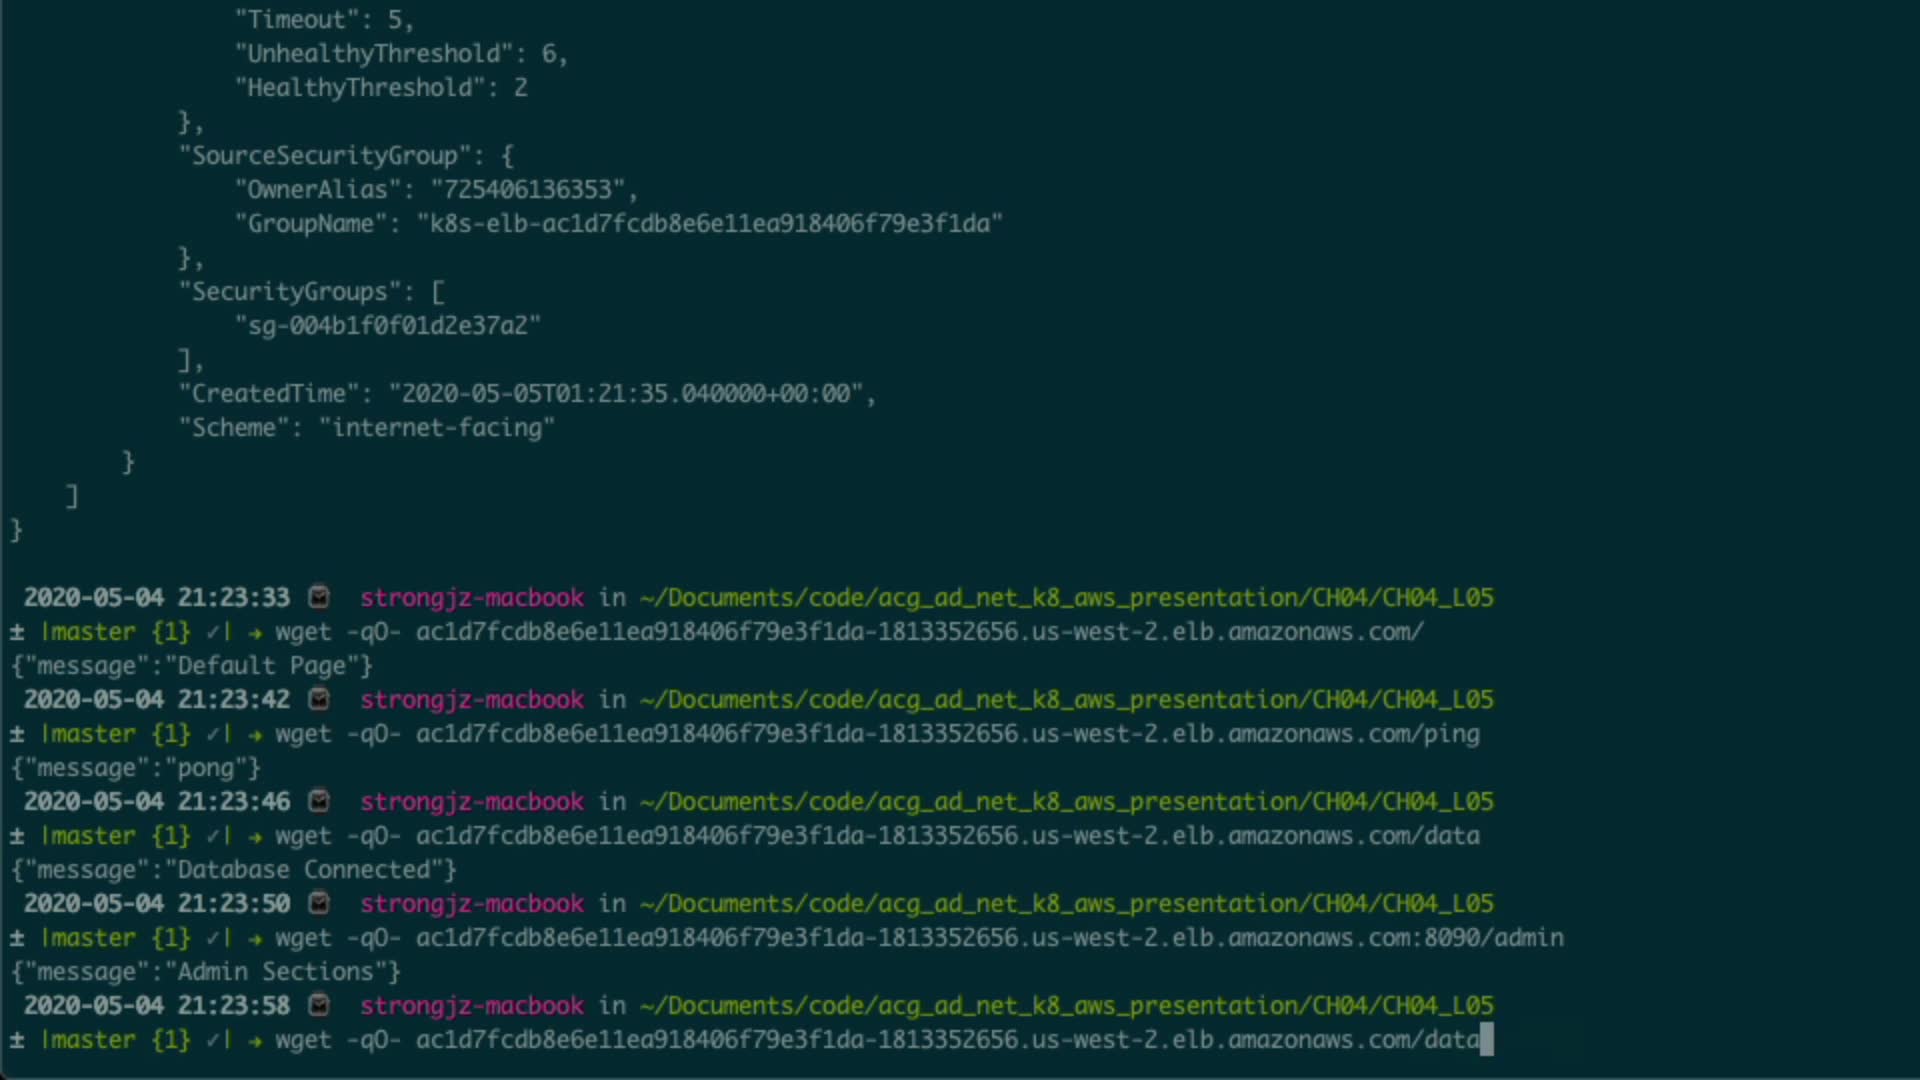 "Timeout": 5,
"UnhealthyThreshold": 6,
"HealthyThreshold": 2
},
"SourceSecurityGroup": {
"OwnerAlias": "725406136353",
"GroupName": "k8s-elb-ac1d7fcdb8e6e11ea918406f79e3f1da"
},
"SecurityGroups": [
"sg-004b1f0f01d2e37a2"
],
"CreatedTime": "2020-05-05T01:21:35.040000+00:00",
"Scheme": "internet-facing"
}
]
}
2020-05-04 21:23:33 strongjz-macbook in ~/Documents/code/acg_ad_net_k8_aws_presentation/CH04/CH04_L05
± |master {1} ✓| → wget -qO- ac1d7fcdb8e6e11ea918406f79e3f1da-1813352656.us-west-2.elb.amazonaws.com/
{"message":"Default Page"}
2020-05-04 21:23:42 strongjz-macbook in ~/Documents/code/acg_ad_net_k8_aws_presentation/CH04/CH04_L05
± |master {1} ✓| → wget -qO- ac1d7fcdb8e6e11ea918406f79e3f1da-1813352656.us-west-2.elb.amazonaws.com/ping
{"message":"pong"}
2020-05-04 21:23:46 strongjz-macbook in ~/Documents/code/acg_ad_net_k8_aws_presentation/CH04/CH04_L05
± |master {1} ✓| → wget -qO- ac1d7fcdb8e6e11ea918406f79e3f1da-1813352656.us-west-2.elb.amazonaws.com/data
{"message":"Database Connected"}
2020-05-04 21:23:50 strongjz-macbook in ~/Documents/code/acg_ad_net_k8_aws_presentation/CH04/CH04_L05
± |master {1} ✓| → wget -qO- ac1d7fcdb8e6e11ea918406f79e3f1da-1813352656.us-west-2.elb.amazonaws.com:8090/admin
{"message":"Admin Sections"}
2020-05-04 21:23:58 strongjz-macbook in ~/Documents/code/acg_ad_net_k8_aws_presentation/CH04/CH04_L05
± |master {1} ✓| → wget -qO- ac1d7fcdb8e6e11ea918406f79e3f1da-1813352656.us-west-2.elb.amazonaws.com/data